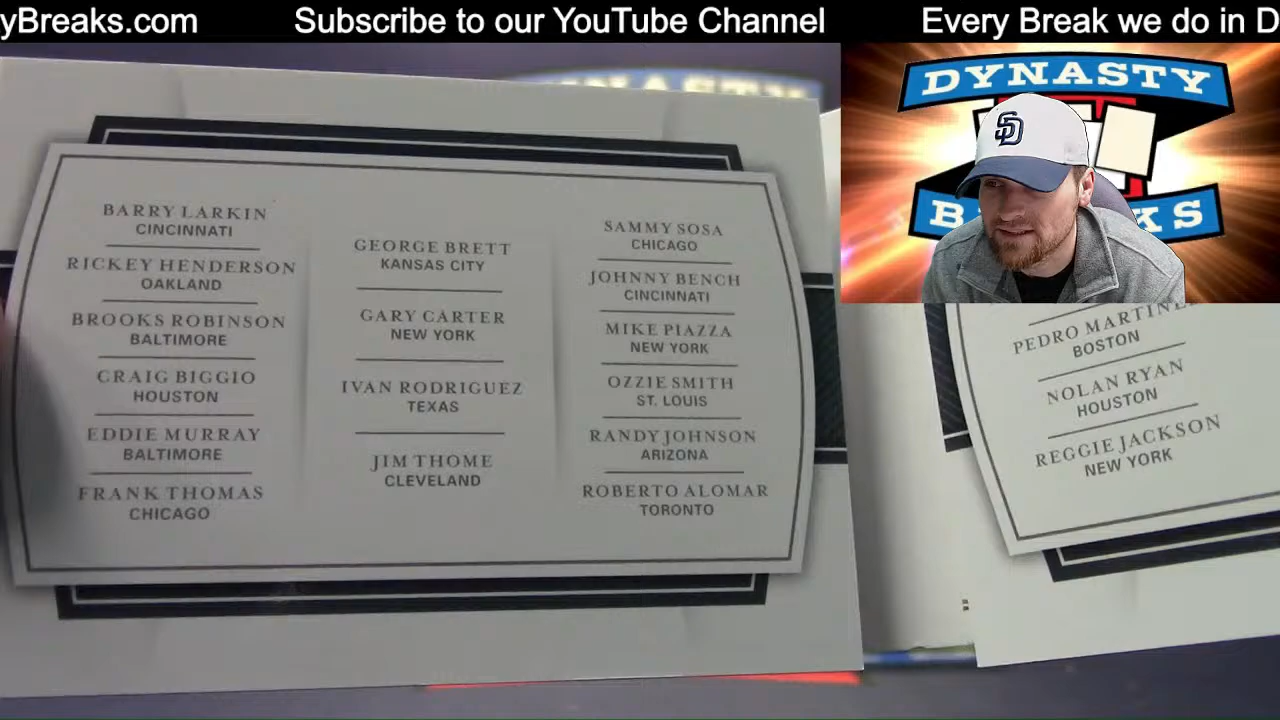 yBreaks.com Subscribe to our YouTube Channel Every Break we do in D
DYNASTY
SD
BARRY LARKIN
CINCINNATI
RICKEY HENDERSON
OAKLAND
BROOKS ROBINSON
BALTIMORE
CRAIG BIGGIO
HOUSTON
EDDIE MURRAY
BALTIMORE
FRANK THOMAS
CHICAGO
GEORGE BRETT
KANSAS CITY
GARY CARTER
NEW YORK
IVAN RODRIGUEZ
TEXAS
JIM THOME
CLEVELAND
SAMMY SOSA
CHICAGO
JOHNNY BENCH
CINCINNATI
MIKE PIAZZA
NEW YORK
OZZIE SMITH
ST. LOUIS
RANDY JOHNSON
ARIZONA
ROBERTO ALOMAR
TORONTO
PEDRO
BOSTON
NOLAN RYAN
HOUSTON
REGGIE JACKSON
NEW YORK